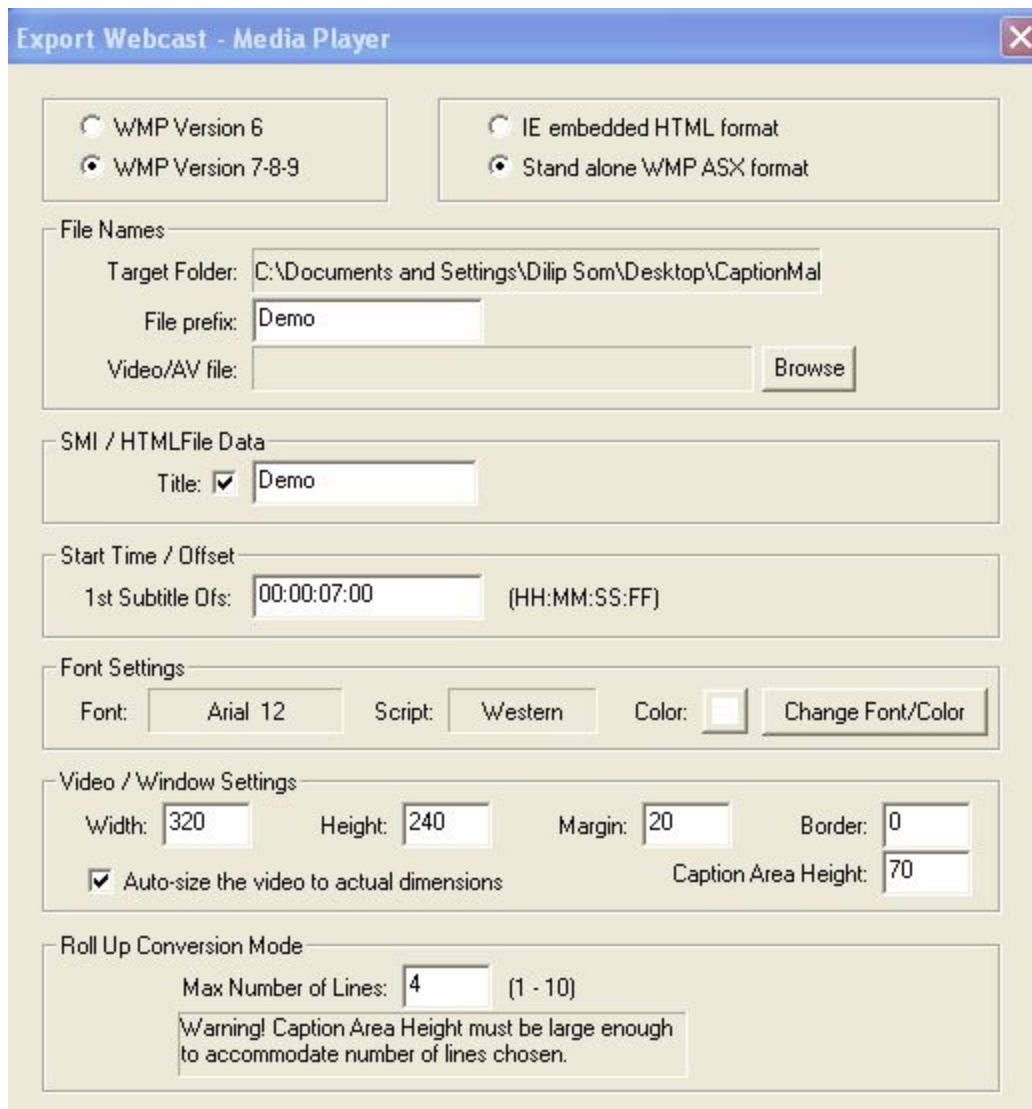 Export Webcast - Media Player
WMP Version 6
WMP Version 7-8-9
IE embedded HTML format
Stand alone WMP ASX format
File Names
Target Folder: C:\Documents and Settings\Dilip Som\Desktop\CaptionMal
File prefix: Demo
Video/AV file: Browse
SMI / HTMLFile Data
Title: Demo
Start Time / Offset
1st Subtitle Ofs: 00:00:07:00 (HH:MM:SS:FF)
Font Settings
Font: Arial 12 Script: Western Color: Change Font/Color
Video / Window Settings
Width: 320 Height: 240 Margin: 20 Border: 0
Auto-size the video to actual dimensions Caption Area Height: 70
Roll Up Conversion Mode
Max Number of Lines: 4 (1 - 10)
Warning! Caption Area Height must be large enough
to accommodate number of lines chosen.